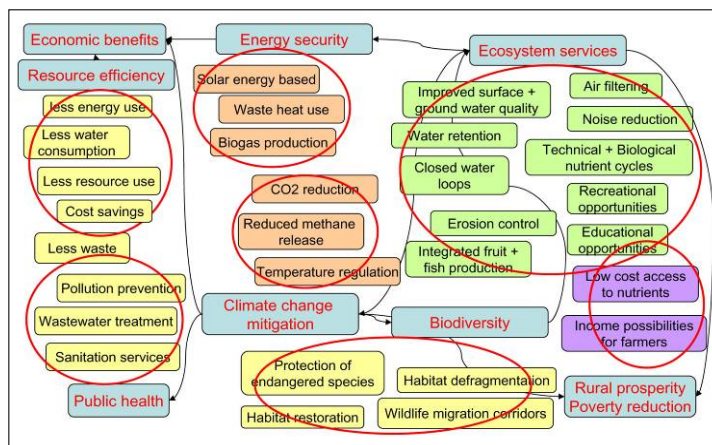 Economic benefits
Energy security
Ecosystem services
Resource efficiency
less energy use
Less water
consumption
Less resource use
Cost savings
Less waste
Pollution prevention
Wastewater treatment
Sanitation services
Public health
Solar energy based
Waste heat use
Biogas production
CO2 reduction
Reduced methane
release
Temperature regulation
Climate change
mitigation
Improved surface +
ground water quality
Water retention
Closed water
loops
Erosion control
Integrated fruit +
fish production
Air filtering
Noise reduction
Technical + Biological
nutrient cycles
Recreational
opportunities
Educational
opportunities
Low cost access
to nutrients
Income possibilities
for farmers
Biodiversity
Protection of
endangered species
Habitat defragmentation
Habitat restoration
Wildlife migration corridors
Rural prosperity
Poverty reduction